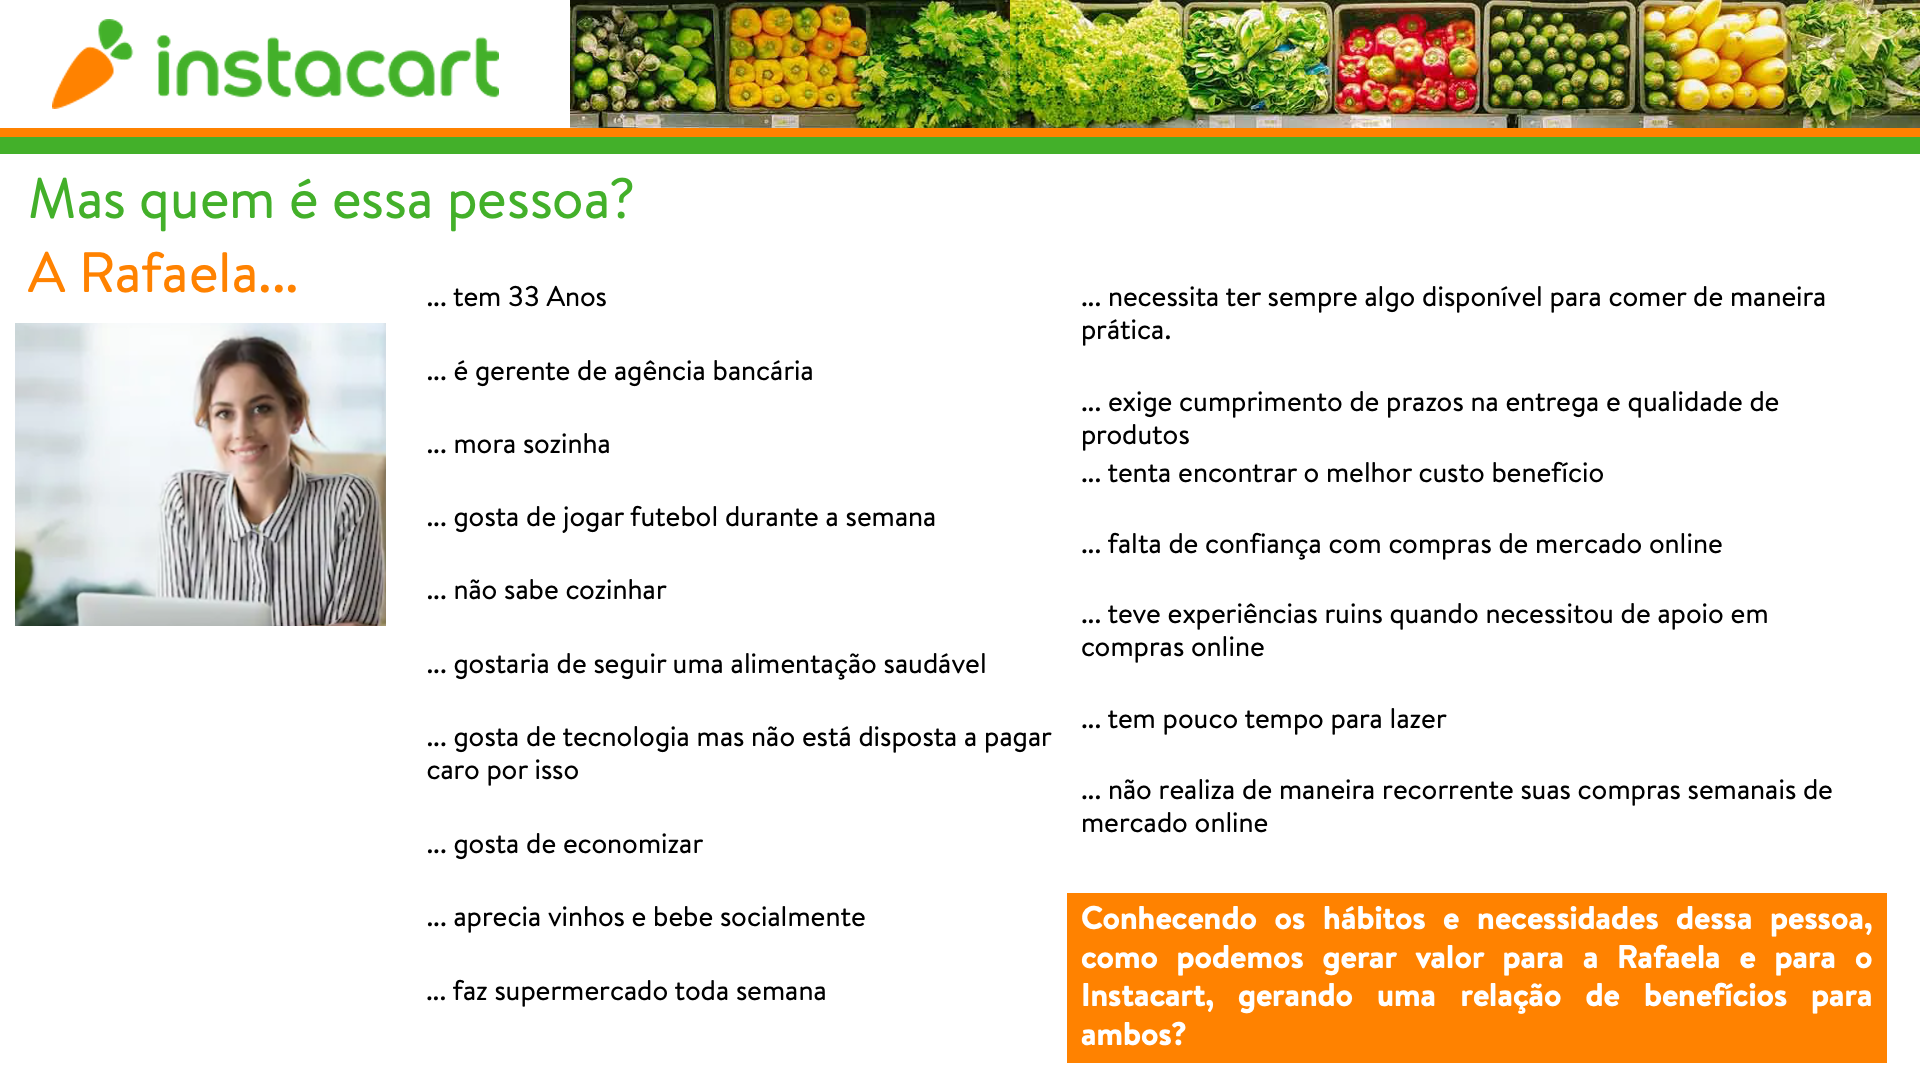 instacart
Mas quem é essa pessoa?
A Rafaela...
... tem 33 Anos
... é gerente de agência bancária
... mora sozinha
... gosta de jogar futebol durante a semana
... não sabe cozinhar
... gostaria de seguir uma alimentação saudável
... gosta de tecnologia mas não está disposta a pagar
caro por isso
... gosta de economizar
... aprecia vinhos e bebe socialmente
... faz supermercado toda semana
... necessita ter sempre algo disponível para comer de maneira
prática.
... exige cumprimento de prazos na entrega e qualidade de
produtos
... tenta encontrar o melhor custo benefício
... falta de confiança com compras de mercado online
... teve experiências ruins quando necessitou de apoio em
compras online
... tem pouco tempo para lazer
... não realiza de maneira recorrente suas compras semanais de
mercado online
Conhecendo os hábitos e necessidades dessa pessoa,
como podemos gerar valor para a Rafaela e para o
Instacart, gerando uma relação de benefícios para
ambos?